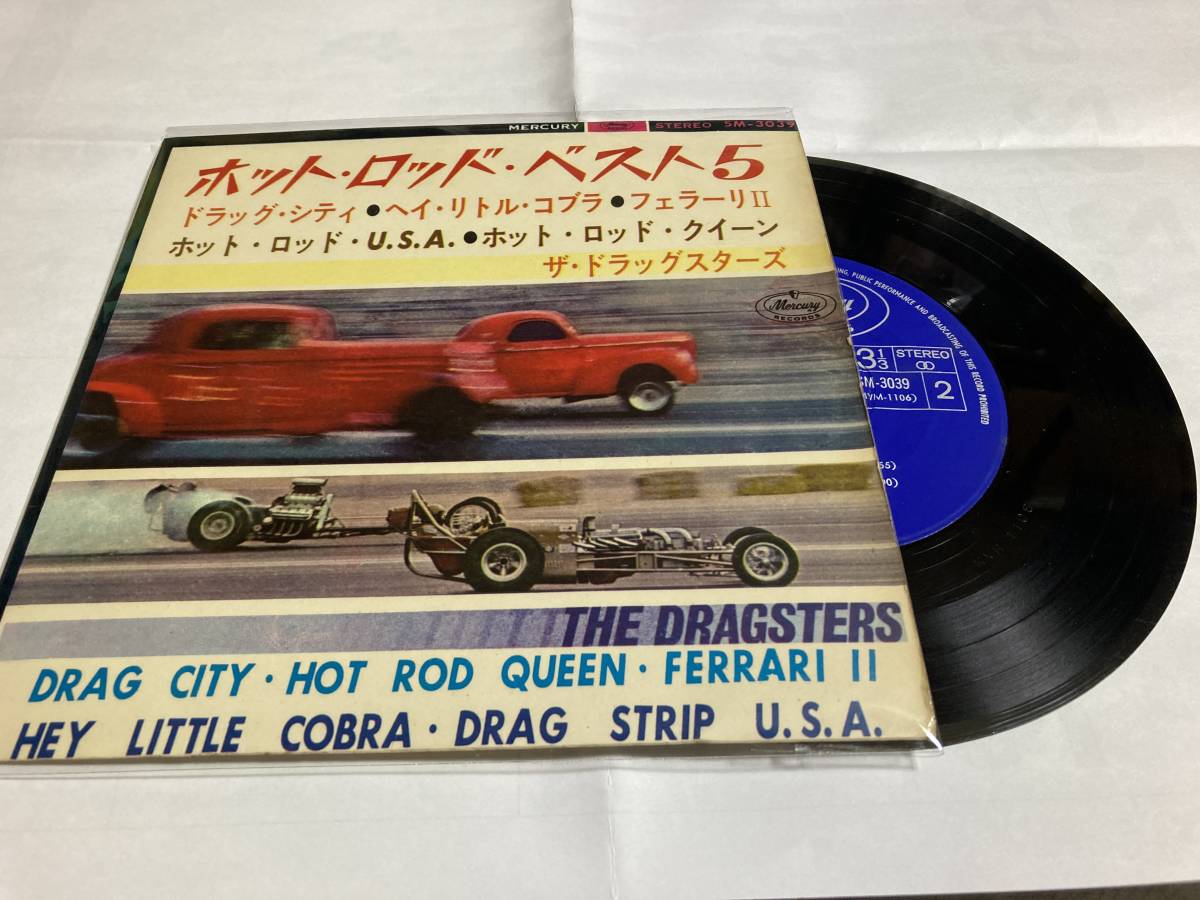 MERCURY STEREO SM-3039
ホット・ロッド・ベスト5
ドラッグ・シティ●ヘイ・リトル・コブラ●フェラーリII
ホット・ロッド・U.S.A.●ホット・ロッド・クイーン
ザ・ドラッグスターズ
Mercury
RECORDS
THE DRAGSTERS
DRAG CITY・HOT ROD QUEEN・FERRARI II
HEY LITTLE COBRA・DRAG STRIP U.S.A.
PUBLIC PERFORMANCE AND BROADCASTING OF THIS RECORD PROHIBITED
3 1/3 STEREO
SM-3039
2